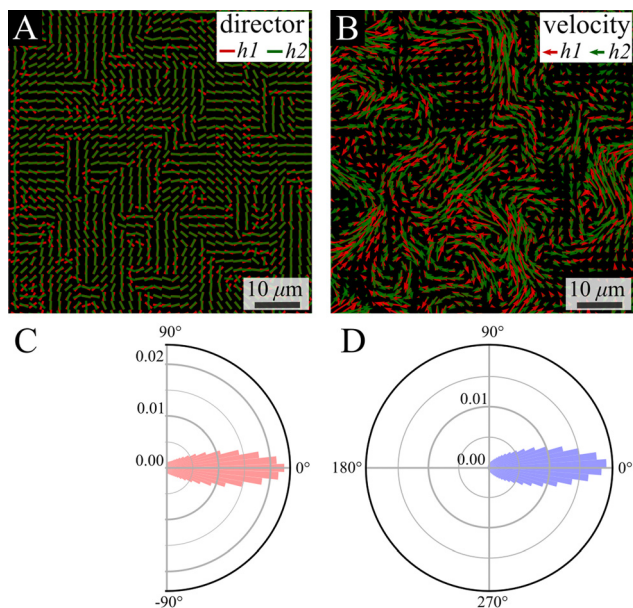 A
director
h1 h2
10 μm
B
velocity
h1 h2
10 μm
C
90°
0.02
0.01
0.00
0°
-90°
D
90°
0.01
0.00
180°
0°
270°